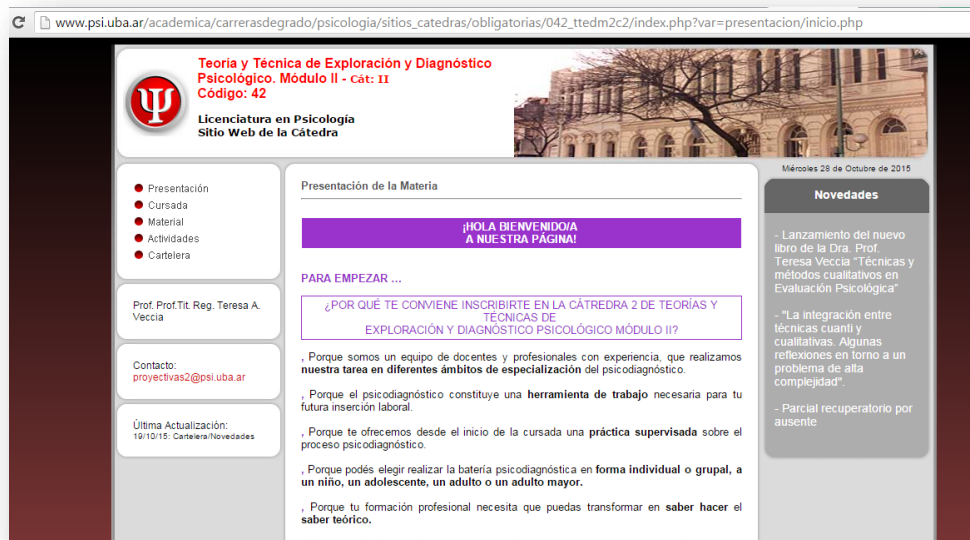 www.psi.uba.ar/academica/carrerasdegrado/psicologia/sitios_catedras/obligatorias/042_ttedm2c2/index.php?var=presentacion/inicio.php
Teoría y Técnica de Exploración y Diagnóstico
Psicológico. Módulo II - Cát: II
Código: 42
Licenciatura en Psicología
Sitio Web de la Cátedra
Miércoles 28 de Octubre de 2015
Presentación
Cursada
Material
Actividades
Cartelera
Prof. Prof.Tit. Reg. Teresa A.
Veccia
Contacto:
proyectivas2@psi.uba.ar
Última Actualización:
19/10/15: Cartelera/Novedades
Presentación de la Materia
¡HOLA BIENVENIDO/A
A NUESTRA PÁGINA!
PARA EMPEZAR ...
¿POR QUÉ TE CONVIENE INSCRIBIRTE EN LA CÁTREDRA 2 DE TEORÍAS Y
TÉCNICAS DE
EXPLORACIÓN Y DIAGNÓSTICO PSICOLÓGICO MÓDULO II?
, Porque somos un equipo de docentes y profesionales con experiencia, que realizamos
nuestra tarea en diferentes ámbitos de especialización del psicodiagnóstico.
, Porque el psicodiagnóstico constituye una herramienta de trabajo necesaria para tu
futura inserción laboral.
, Porque te ofrecemos desde el inicio de la cursada una práctica supervisada sobre el
proceso psicodiagnóstico.
, Porque podés elegir realizar la batería psicodiagnóstica en forma individual o grupal, a
un niño, un adolescente, un adulto o un adulto mayor.
, Porque tu formación profesional necesita que puedas transformar en saber hacer el
saber teórico.
Novedades
- Lanzamiento del nuevo
libro de la Dra. Prof.
Teresa Veccia "Técnicas y
métodos cualitativos en
Evaluación Psicológica"
- "La integración entre
técnicas cuanti y
cualitativas. Algunas
reflexiones en torno a un
problema de alta
complejidad".
- Parcial recuperatorio por
ausente